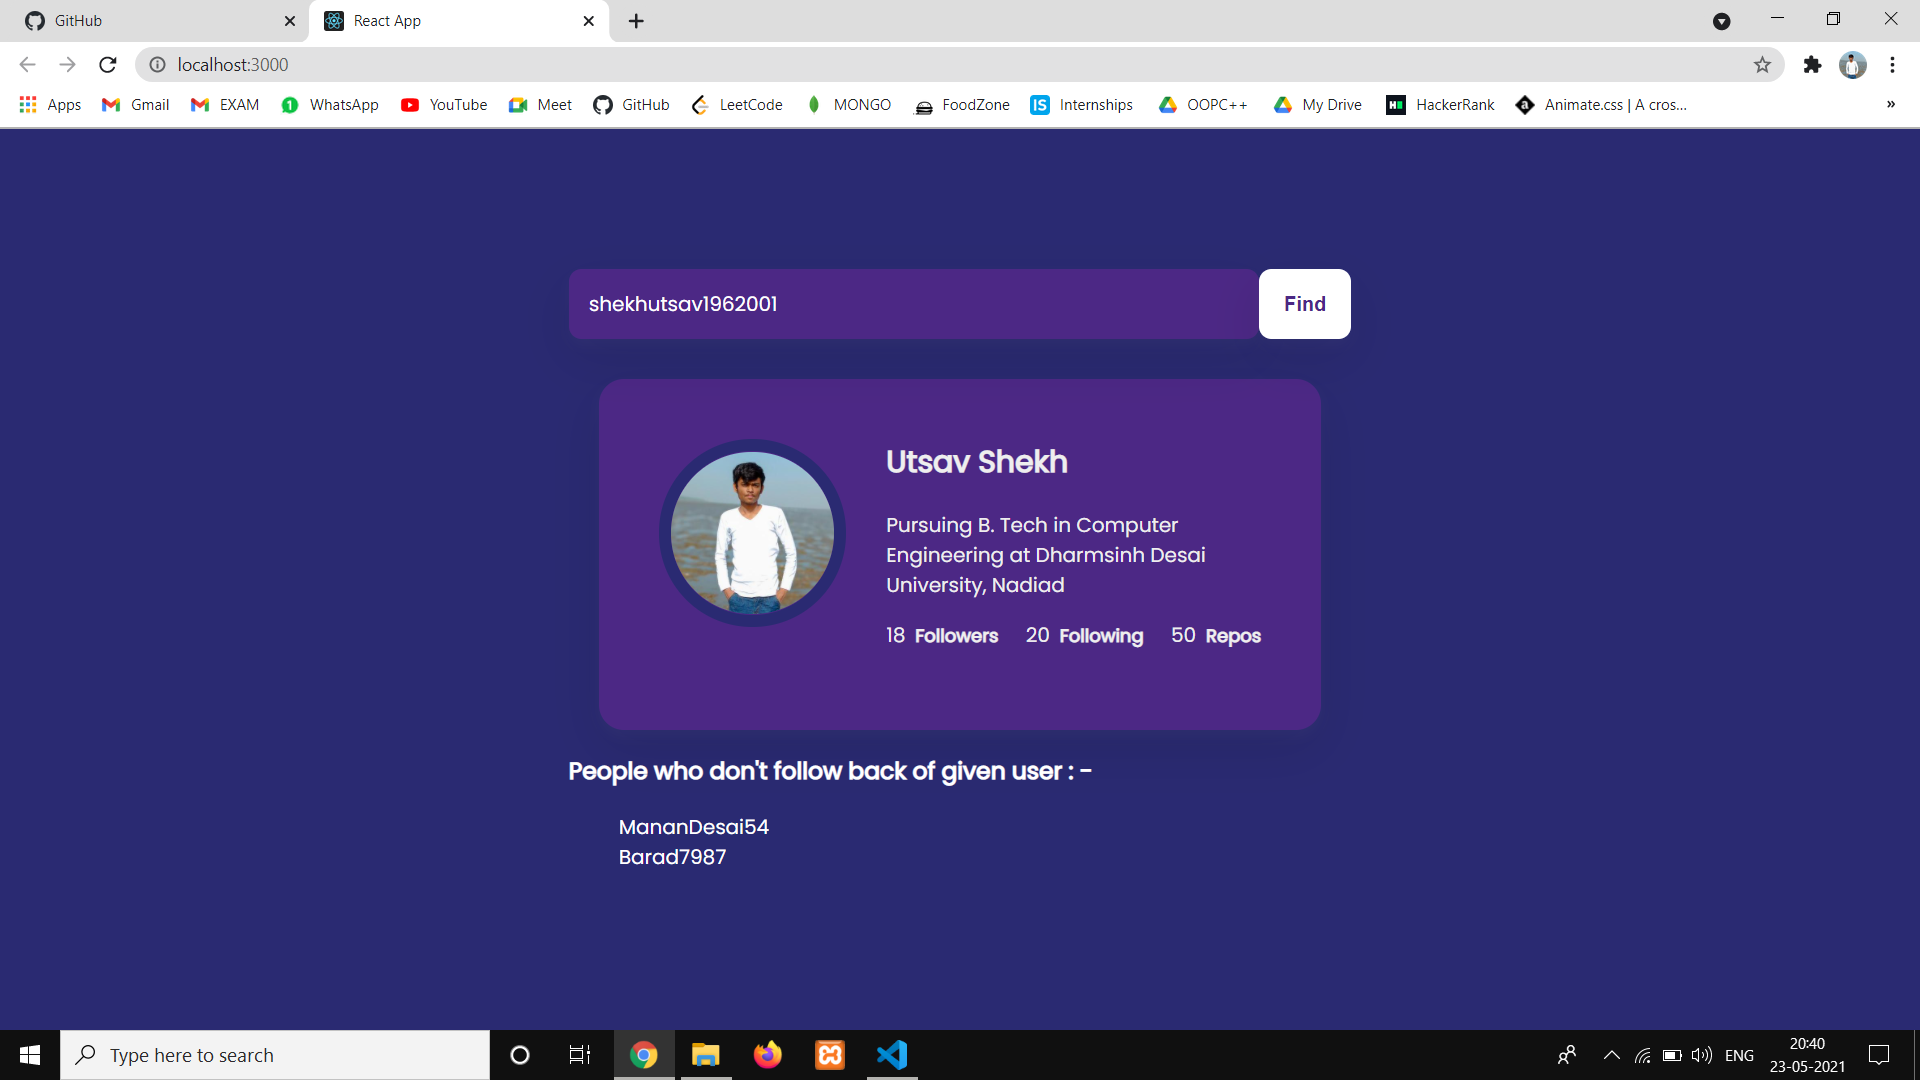 GitHub
React App
localhost:3000
Apps
Gmail
EXAM
1
WhatsApp
YouTube
Meet
GitHub
LeetCode
MONGO
FoodZone
IS
Internships
OOPC++
My Drive
H
HackerRank
a
Animate.css | A cros...
»
shekhutsav1962001
Find
Utsav Shekh
Pursuing B. Tech in Computer
Engineering at Dharmsinh Desai
University, Nadiad
18 Followers 20 Following 50 Repos
People who don't follow back of given user : -
MananDesai54
Barad7987
Type here to search
ENG
20:40
23-05-2021